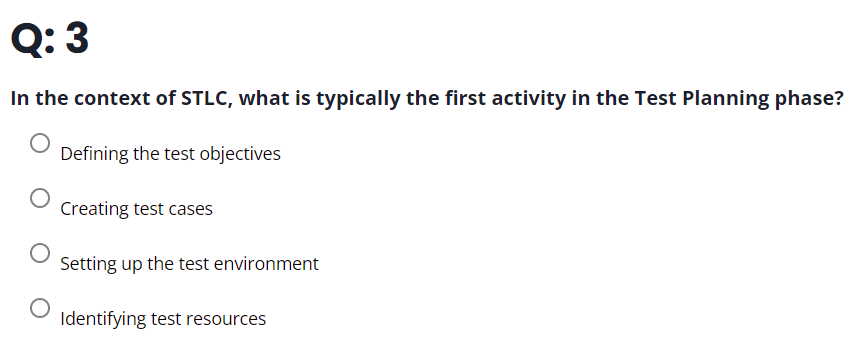 Q: 3
In the context of STLC, what is typically the first activity in the Test Planning phase?
Defining the test objectives
Creating test cases
Setting up the test environment
Identifying test resources